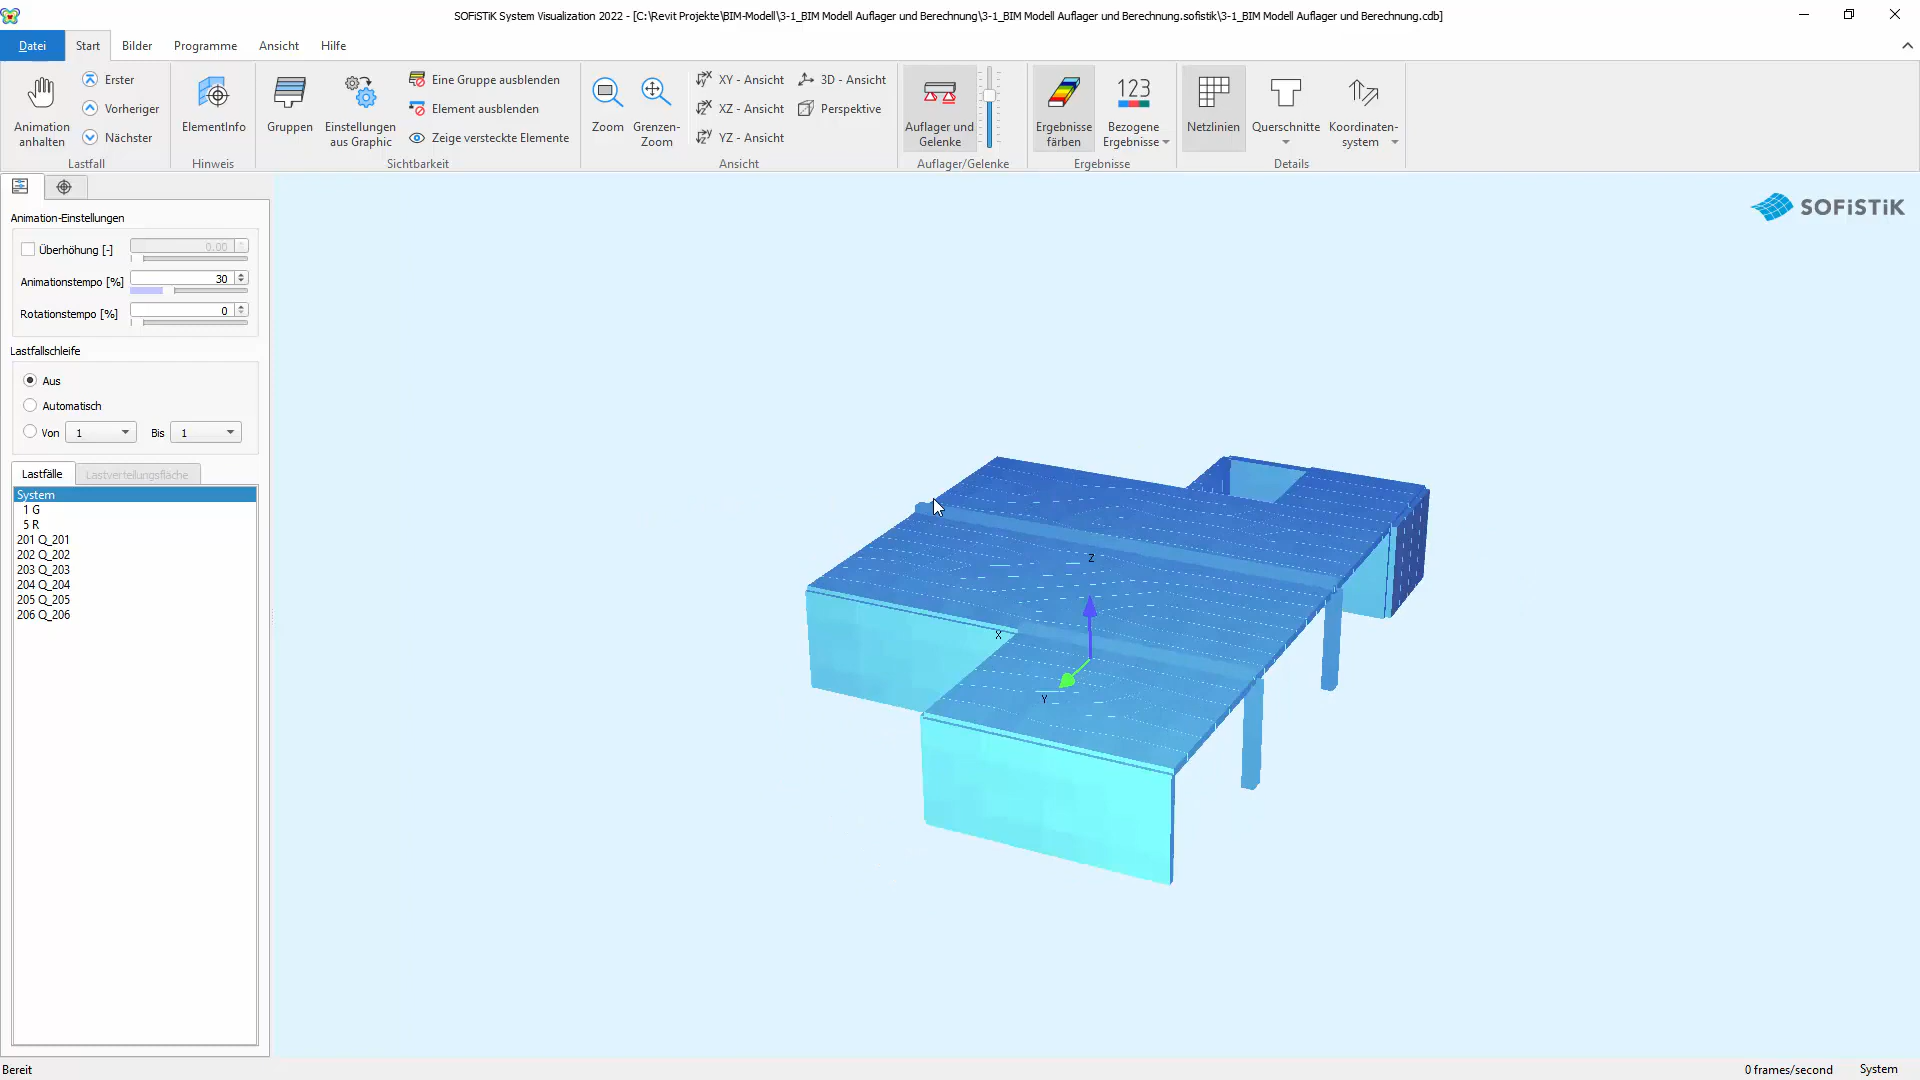 SOFiSTiK System Visualization 2022 - [C:\Revit Projekte\BIM-Modell\3-1_BIM Modell Auflager und Berechnung\3-1_BIM Modell Auflager und Berechnung.sofistik\3-1_BIM Modell Auflager und Berechnung.cdb]
Datei Start Bilder Programme Ansicht Hilfe
Animation anhalten
Erster
Vorheriger
Nächster
Lastfall
ElementInfo
Hinweis
Gruppen
Einstellungen aus Graphic
Eine Gruppe ausblenden
Element ausblenden
Zeige versteckte Elemente
Sichtbarkeit
Zoom
Grenzen-Zoom
XY - Ansicht
XZ - Ansicht
YZ - Ansicht
3D - Ansicht
Perspektive
Ansicht
Auflager und Gelenke
Auflager/Gelenke
Ergebnisse färben
123
Bezogene Ergebnisse
Ergebnisse
Netzlinien
Querschnitte
Koordinaten-system
Details
SOFiSTiK
Animation-Einstellungen
Überhöhung [-] 0.00
Animationstempo [%] 30
Rotationstempo [%] 0
Lastfallschleife
Aus
Automatisch
Von 1 Bis 1
Lastfälle Lastverteilungsfläche
System
1 G
5 R
201 Q_201
202 Q_202
203 Q_203
204 Q_204
205 Q_205
206 Q_206
Z
X
Y
Bereit
0 frames/second System